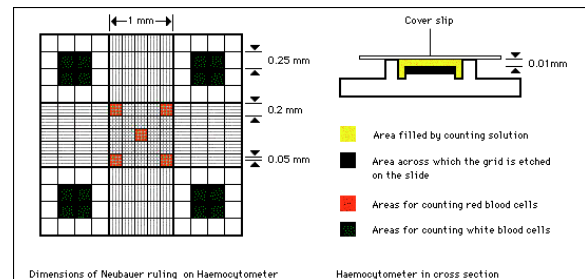 1 mm
0.25 mm
0.2 mm
0.05 mm
Dimensions of Neubauer ruling on Haemocytometer
Cover slip
0.01mm
Area filled by counting solution
Area across which the grid is etched
on the slide
Areas for counting red blood cells
Areas for counting white blood cells
Haemocytometer in cross section